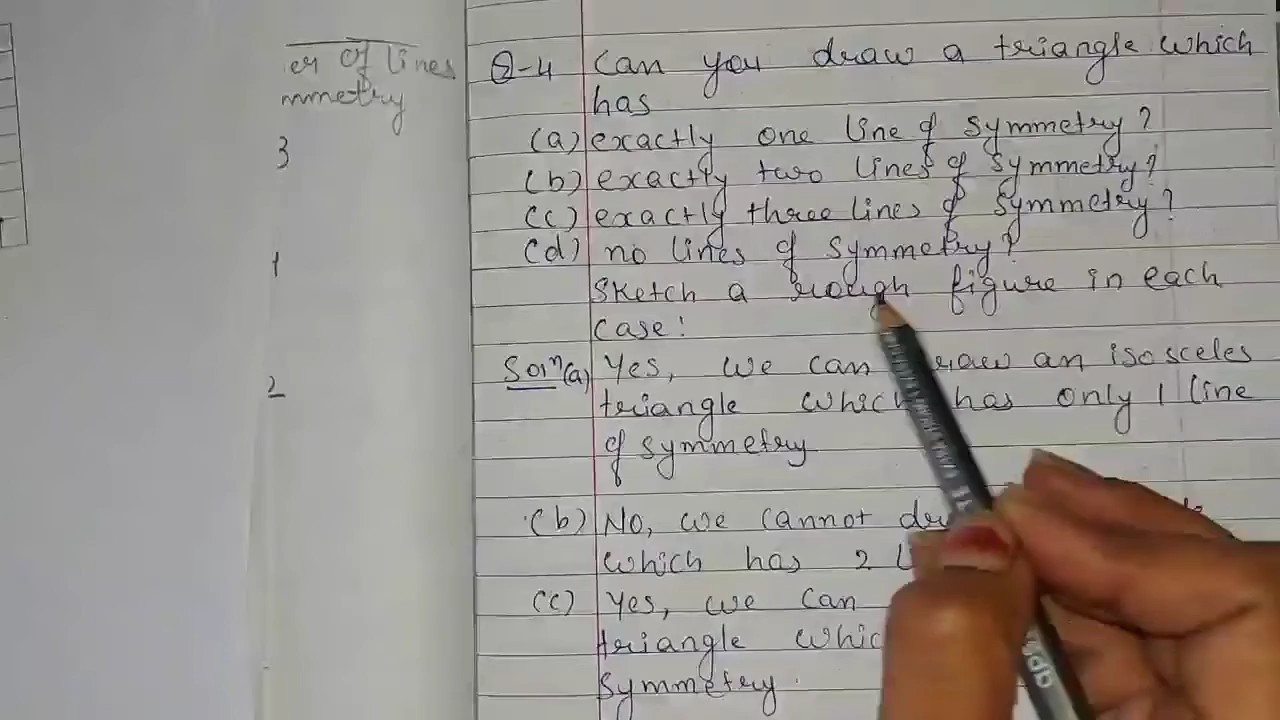 er of lines
mmetry
3
1
2
Q-4 Can you draw a triangle which
has
(a) exactly one line of symmetry?
(b) exactly two lines of symmetry?
(c) exactly three lines of symmetry?
(d) no lines of symmetry?
Sketch a rough figure in each
case!
Soln (a) Yes, we can raw an isosceles
triangle which has only 1 line
of symmetry
(b) No, we cannot
which has 2
(c) Yes, we can
triangle
symmetry.